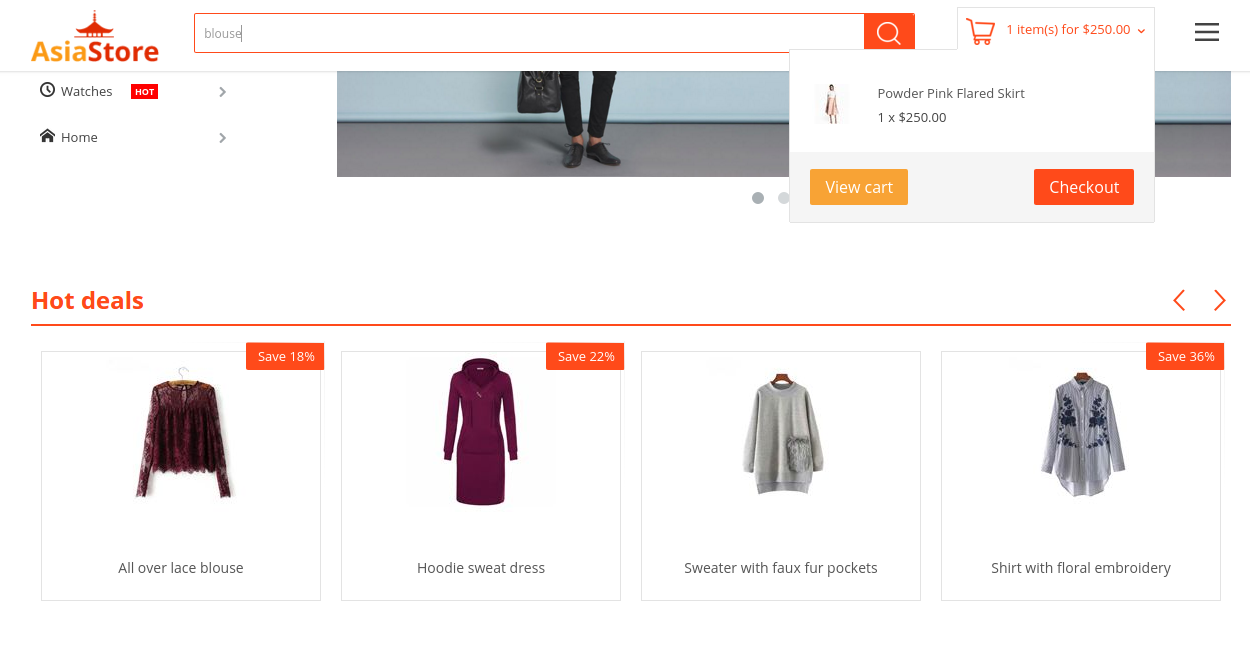 AsiaStore
blouse
1 item(s) for $250.00
Watches
HOT
Home
Powder Pink Flared Skirt
1 x $250.00
View cart
Checkout
Hot deals
Save 18%
Save 22%
Save 36%
All over lace blouse
Hoodie sweat dress
Sweater with faux fur pockets
Shirt with floral embroidery